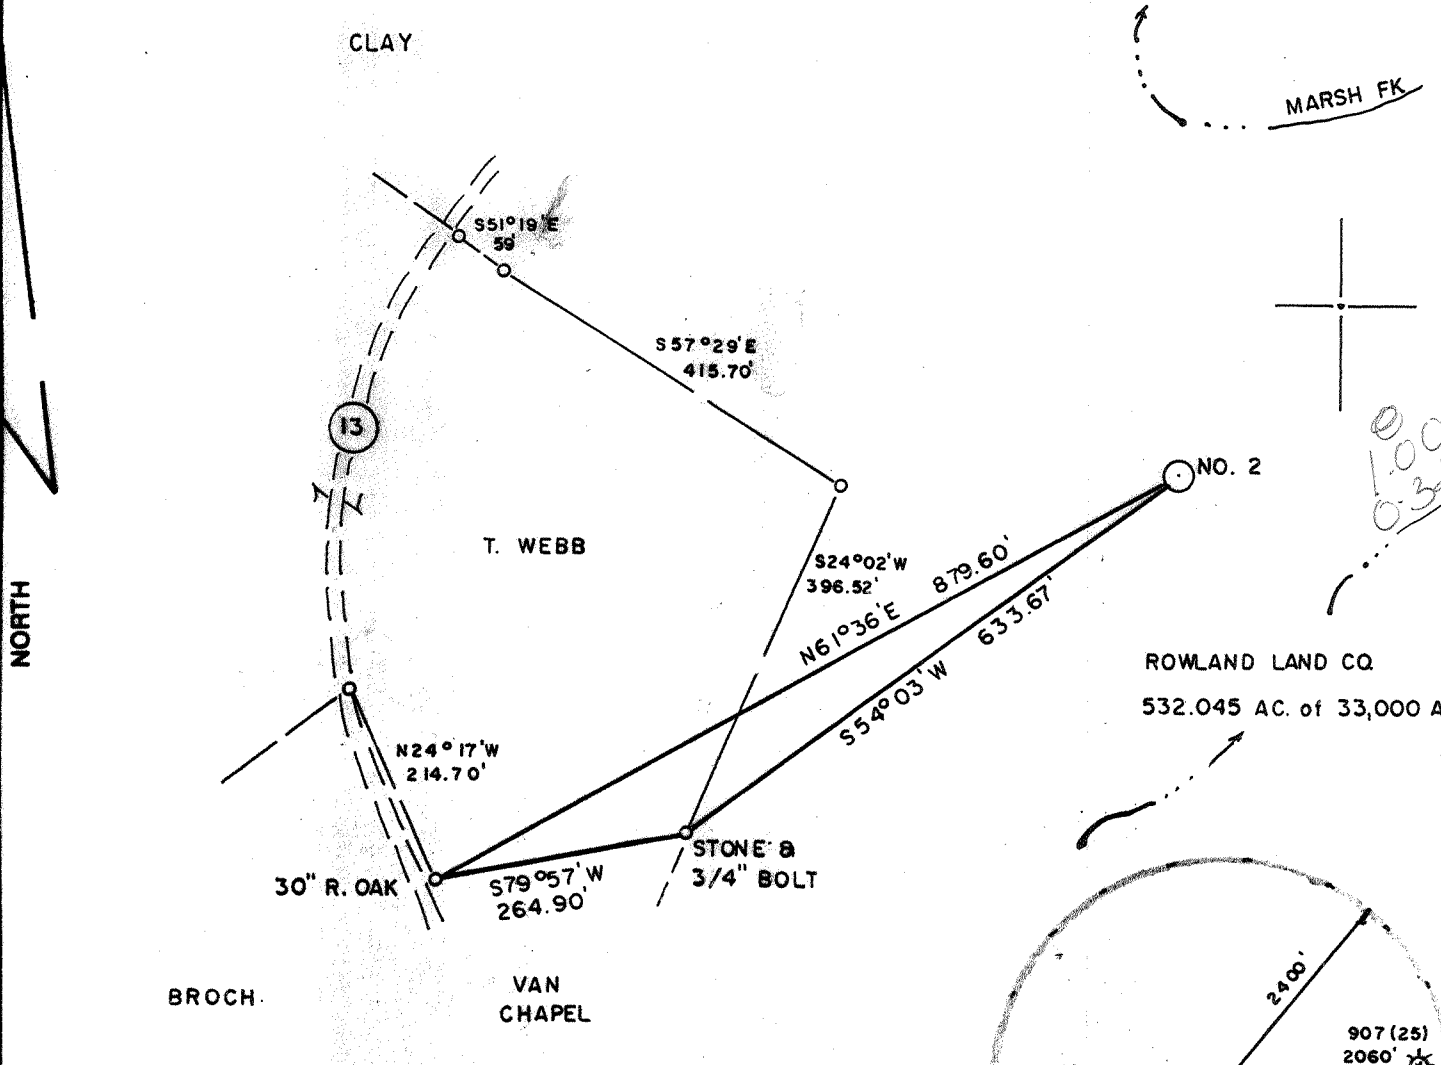 CLAY
MARSH FK
S51°19'E
59'
S57°29'E
415.70'
13
NO. 2
T. WEBB
S24°02'W
396.52'
N61°36'E 879.60'
S54°03'W 633.67'
NORTH
ROWLAND LAND CO.
532.045 AC. of 33,000 A
N24°17'W
214.70'
STONE &
3/4" BOLT
30" R. OAK
S79°57'W
264.90'
BROCH.
VAN
CHAPEL
2400'
907 (25)
2060'